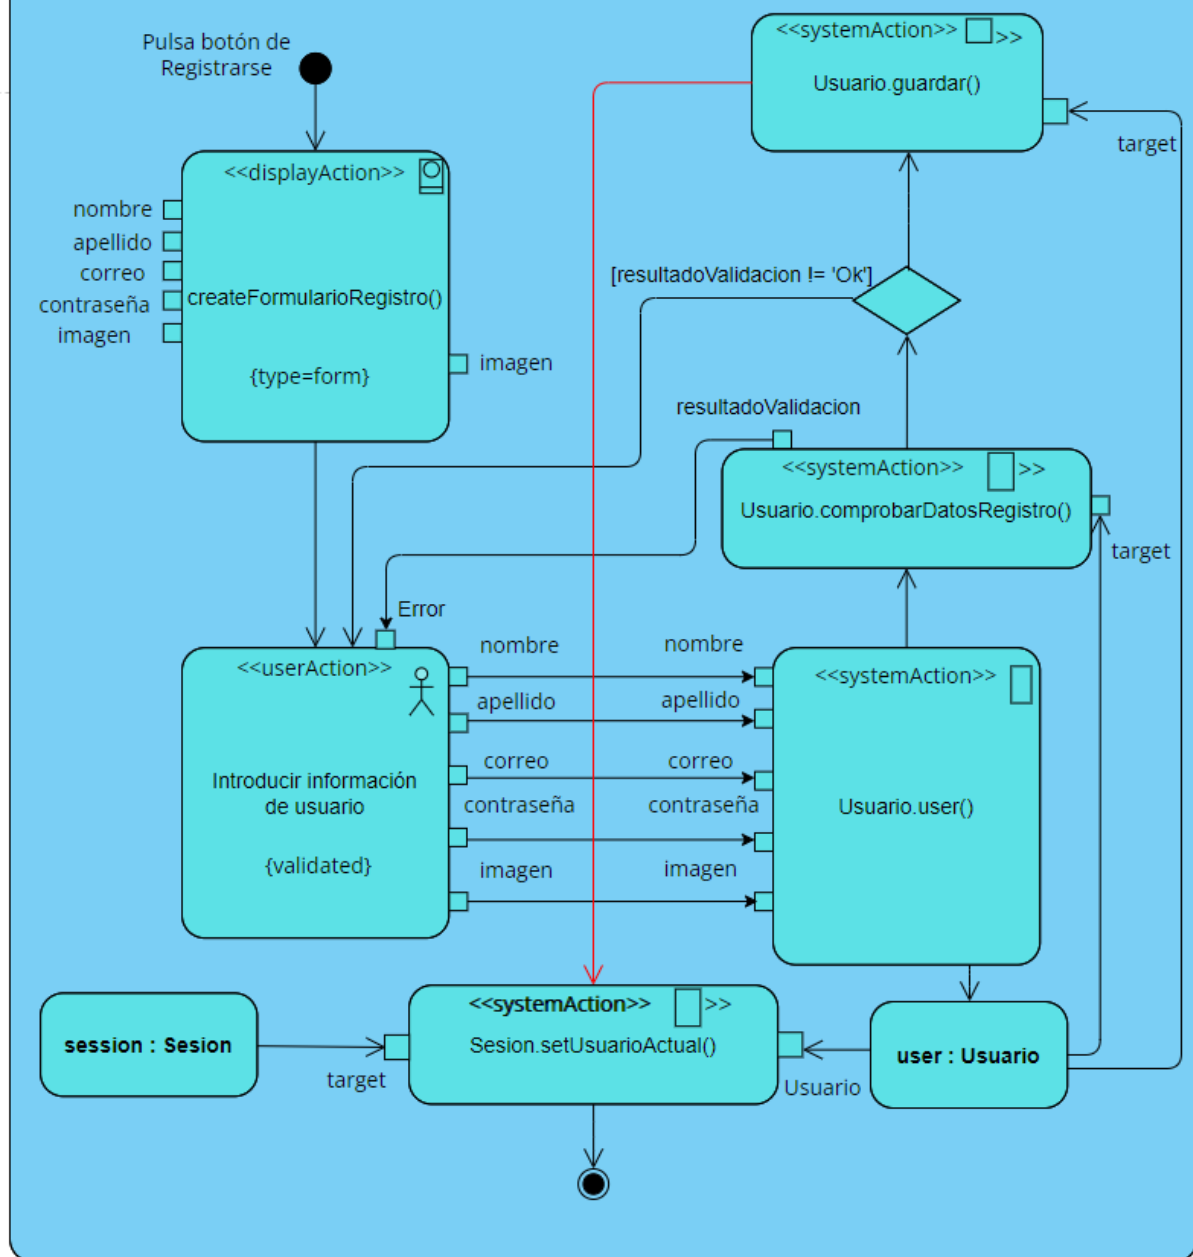 Pulsa botón de
Registrarse
<<systemAction>> >>
Usuario.guardar()
target
<<displayAction>>
nombre
apellido
correo
contraseña
imagen
createFormularioRegistro()
{type=form}
imagen
[resultadoValidacion != 'Ok']
resultadoValidacion
<<systemAction>> >>
Usuario.comprobarDatosRegistro()
target
Error
<<userAction>>
Introducir información
de usuario
{validated}
nombre
apellido
correo
contraseña
imagen
nombre
apellido
correo
contraseña
imagen
<<systemAction>>
Usuario.user()
session : Sesion
target
<<systemAction>> >>
Sesion.setUsuarioActual()
Usuario
user : Usuario